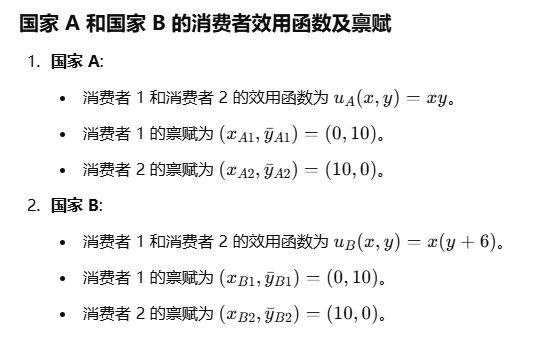 国家 A 和国家 B 的消费者效用函数及禀赋
1. 国家 A:
• 消费者 1 和消费者 2 的效用函数为 u_A(x, y) = xy。
• 消费者 1 的禀赋为 (x_{A1}, ȳ_{A1}) = (0, 10)。
• 消费者 2 的禀赋为 (x_{A2}, ȳ_{A2}) = (10, 0)。
2. 国家 B:
• 消费者 1 和消费者 2 的效用函数为 u_B(x, y) = x(y + 6)。
• 消费者 1 的禀赋为 (x_{B1}, ȳ_{B1}) = (0, 10)。
• 消费者 2 的禀赋为 (x_{B2}, ȳ_{B2}) = (10, 0)。